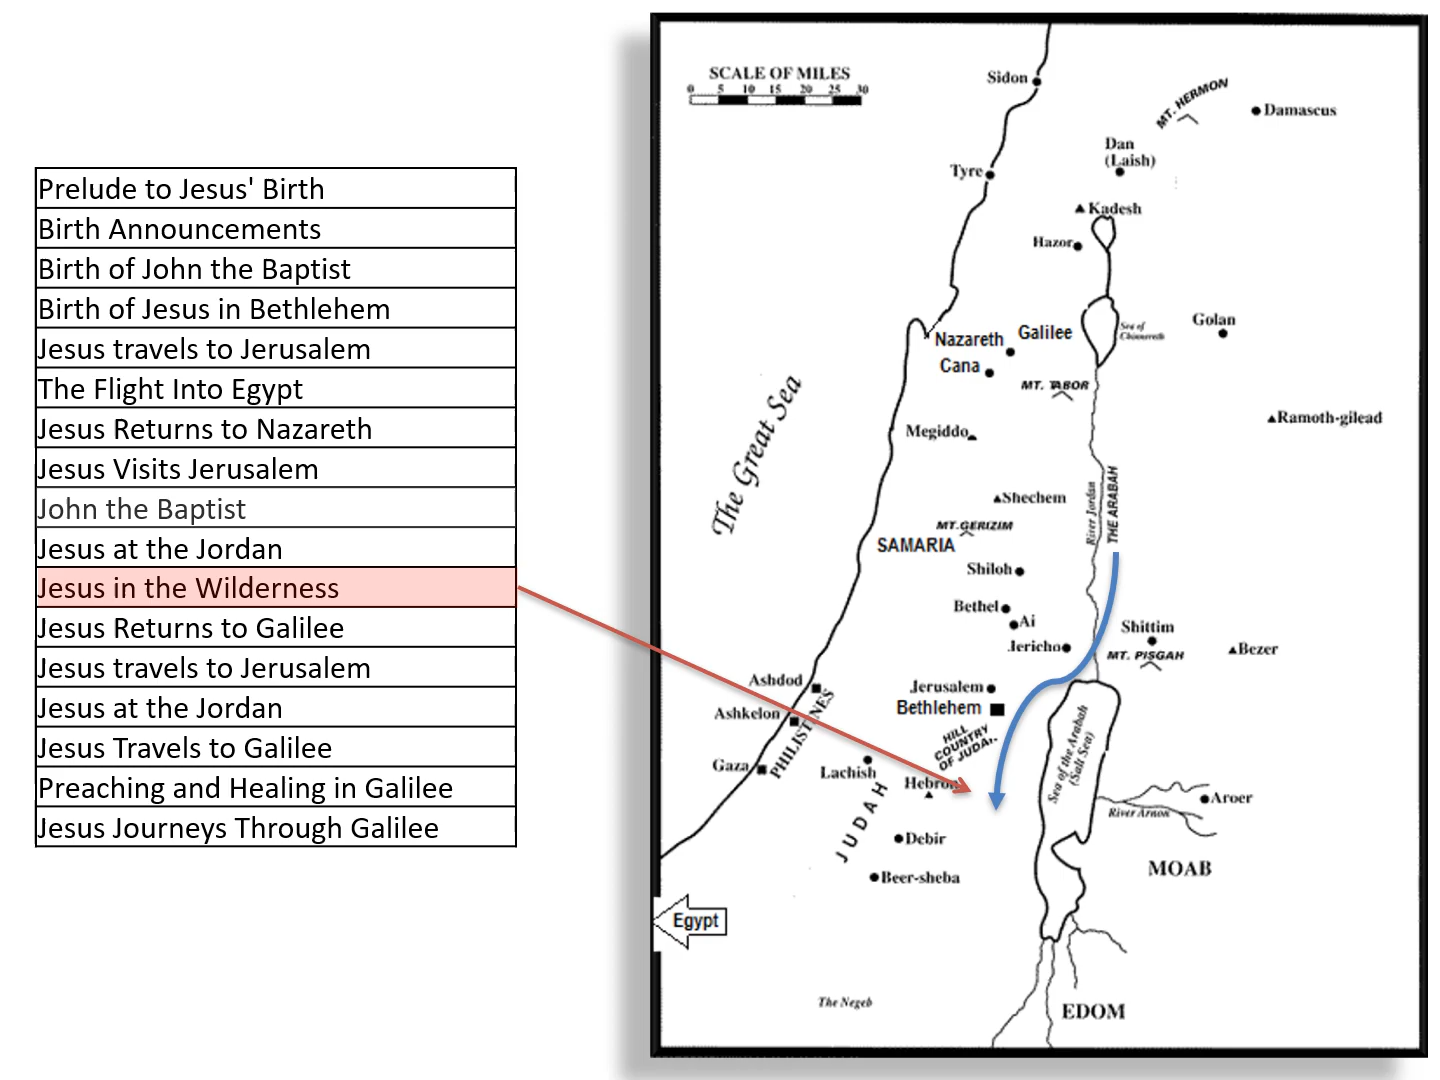 Prelude to Jesus' Birth
Birth Announcements
Birth of John the Baptist
Birth of Jesus in Bethlehem
Jesus travels to Jerusalem
The Flight Into Egypt
Jesus Returns to Nazareth
Jesus Visits Jerusalem
John the Baptist
Jesus at the Jordan
Jesus in the Wilderness
Jesus Returns to Galilee
Jesus travels to Jerusalem
Jesus at the Jordan
Jesus Travels to Galilee
Preaching and Healing in Galilee
Jesus Journeys Through Galilee
SCALE OF MILES
0 5 10 15 20 25 30
Sidon
MT. HERMON
Damascus
Dan
(Laish)
Tyre
Kadesh
Hazor
Golan
Sea of
Chinnereth
Nazareth
Galilee
Cana
MT. TABOR
The Great Sea
Ramoth-gilead
Megiddo
Shechem
River Jordan
THE ARABAH
MT. GERIZIM
SAMARIA
Shiloh
Bethel
Ai
Jericho
Shittim
MT. PISGAH
Bezer
Ashdod
Jerusalem
Bethlehem
Ashkelon
PHILISTINES
HILL
COUNTRY
OF JUDAH
Sea of the Arabah
(Salt Sea)
Gaza
Lachish
Hebron
JUDAH
Aroer
River Arnon
Debir
MOAB
Beer-sheba
Egypt
The Negeb
EDOM